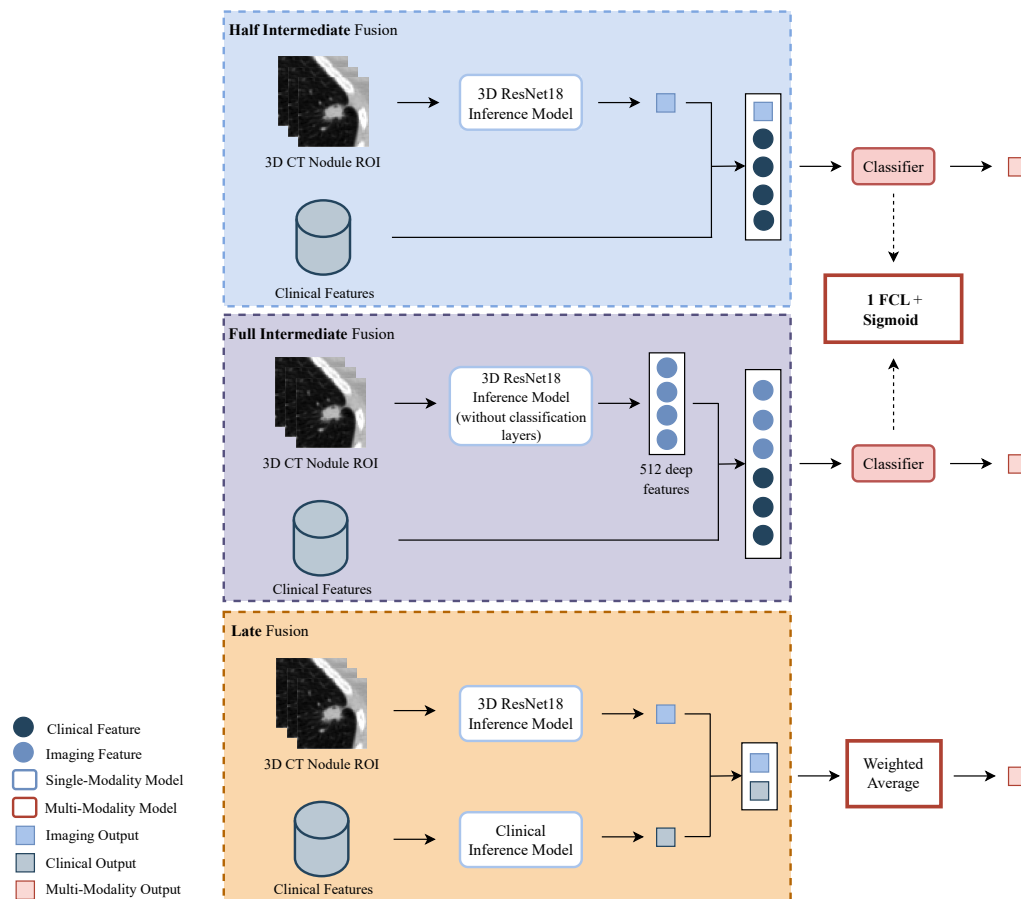 Half Intermediate Fusion
3D ResNet18
Inference Model
3D CT Nodule ROI
Clinical Features
Classifier
1 FCL +
Sigmoid
Full Intermediate Fusion
3D ResNet18
Inference Model
(without classification
layers)
3D CT Nodule ROI
512 deep
features
Clinical Features
Classifier
Late Fusion
3D ResNet18
Inference Model
3D CT Nodule ROI
Clinical
Inference Model
Clinical Features
Weighted
Average
Clinical Feature
Imaging Feature
Single-Modality Model
Multi-Modality Model
Imaging Output
Clinical Output
Multi-Modality Output